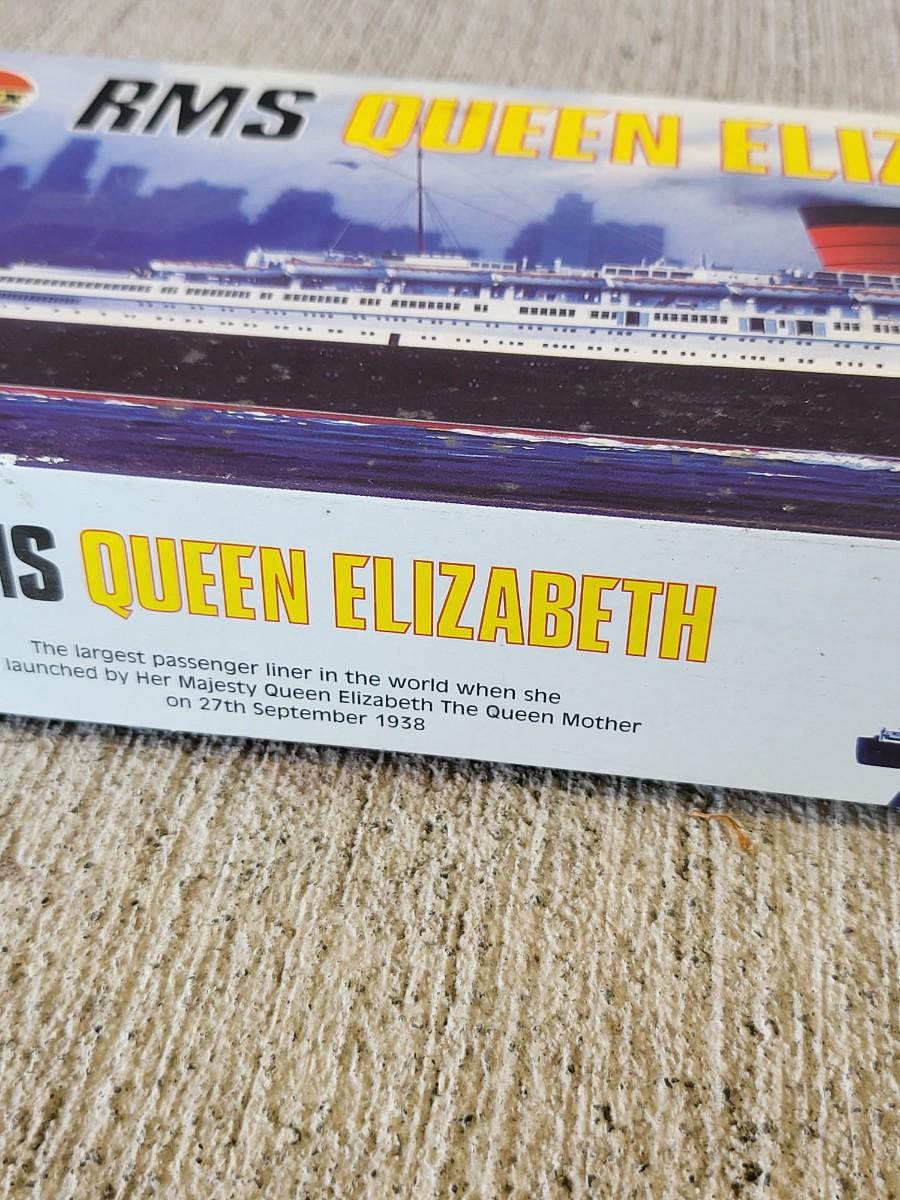 RMS QUEEN ELIZ
MS QUEEN ELIZABETH
The largest passenger liner in the world when she
launched by Her Majesty Queen Elizabeth The Queen Mother
on 27th September 1938